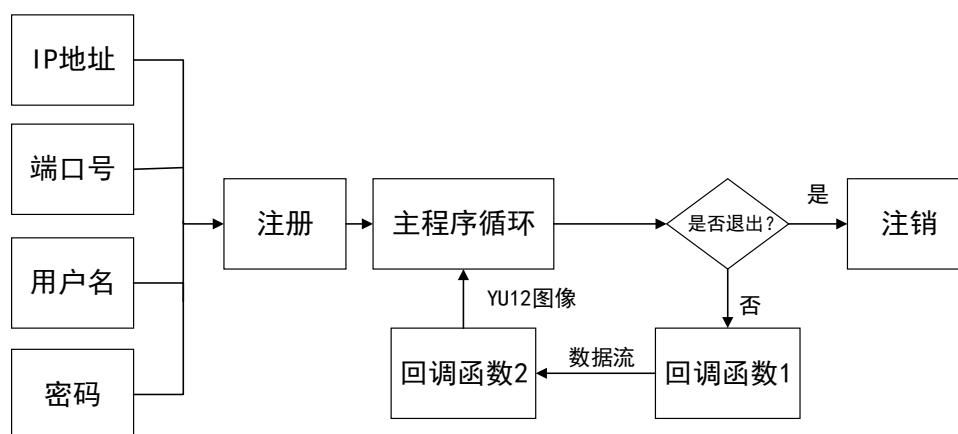 IP地址
端口号
用户名
密码
注册
主程序循环
是否退出?
是
注销
否
回调函数1
数据流
回调函数2
YU12图像